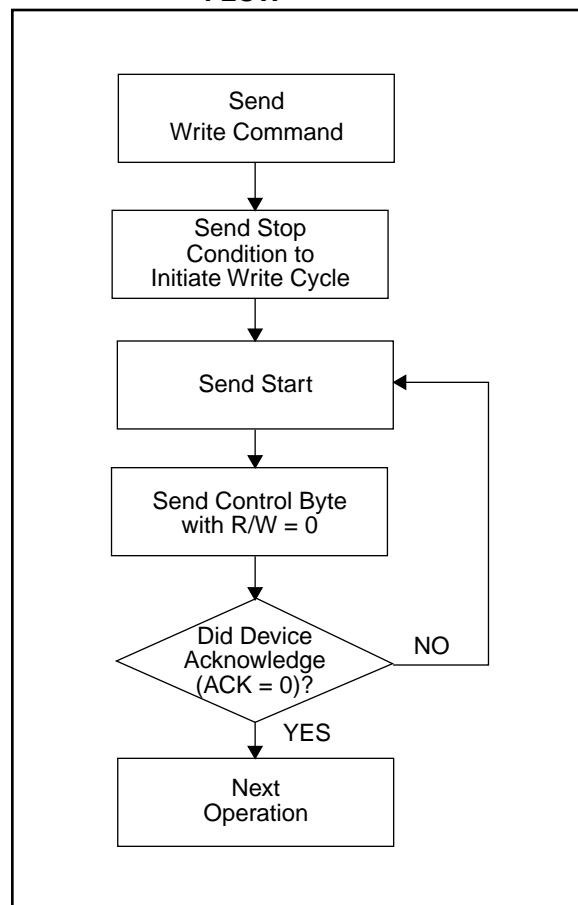 Send
Write Command
Send Stop
Condition to
Initiate Write Cycle
Send Start
Send Control Byte
with R/W = 0
Did Device
Acknowledge
(ACK = 0)?
NO
YES
Next
Operation